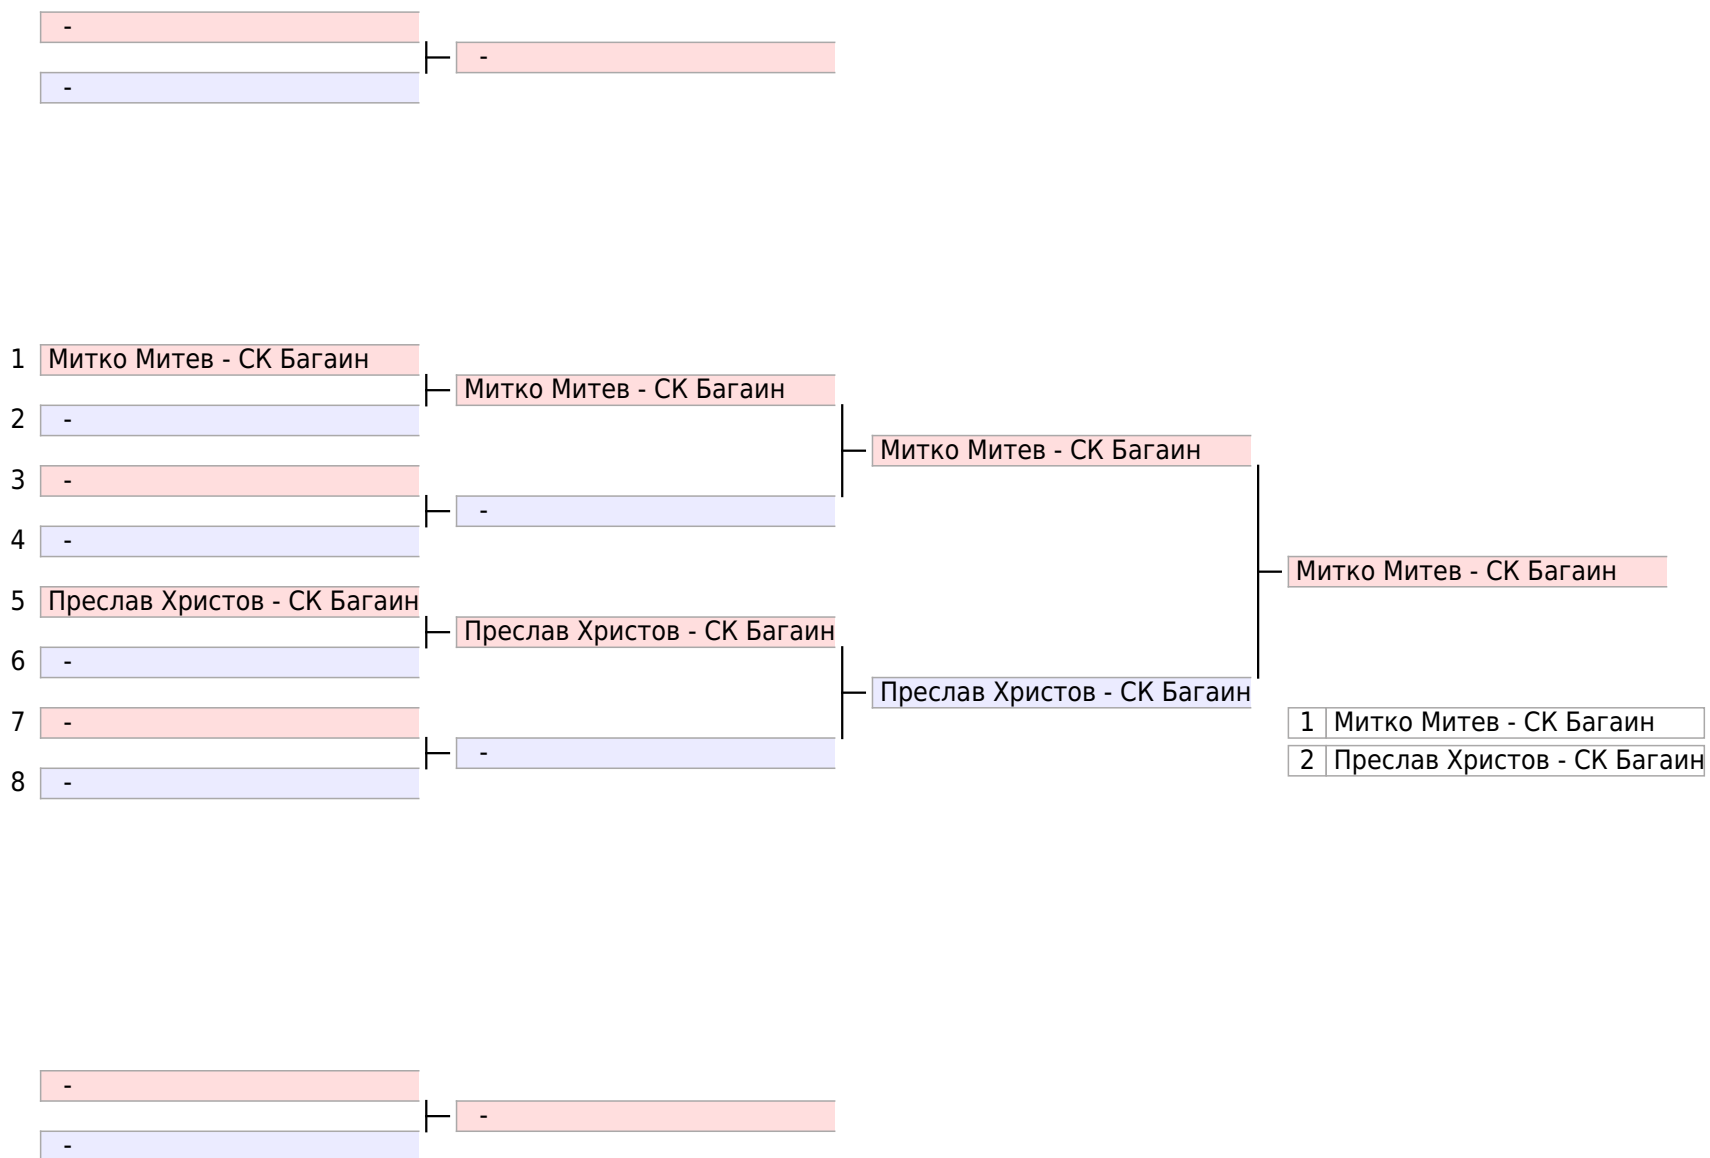 -
-
-
1 Митко Митев - СК Багаин
Митко Митев - СК Багаин
2 -
Митко Митев - СК Багаин
3 -
-
4 -
Митко Митев - СК Багаин
5 Преслав Христов - СК Багаин
Преслав Христов - СК Багаин
6 -
Преслав Христов - СК Багаин
7 -
1 Митко Митев - СК Багаин
-
2 Преслав Христов - СК Багаин
8 -
-
-
-